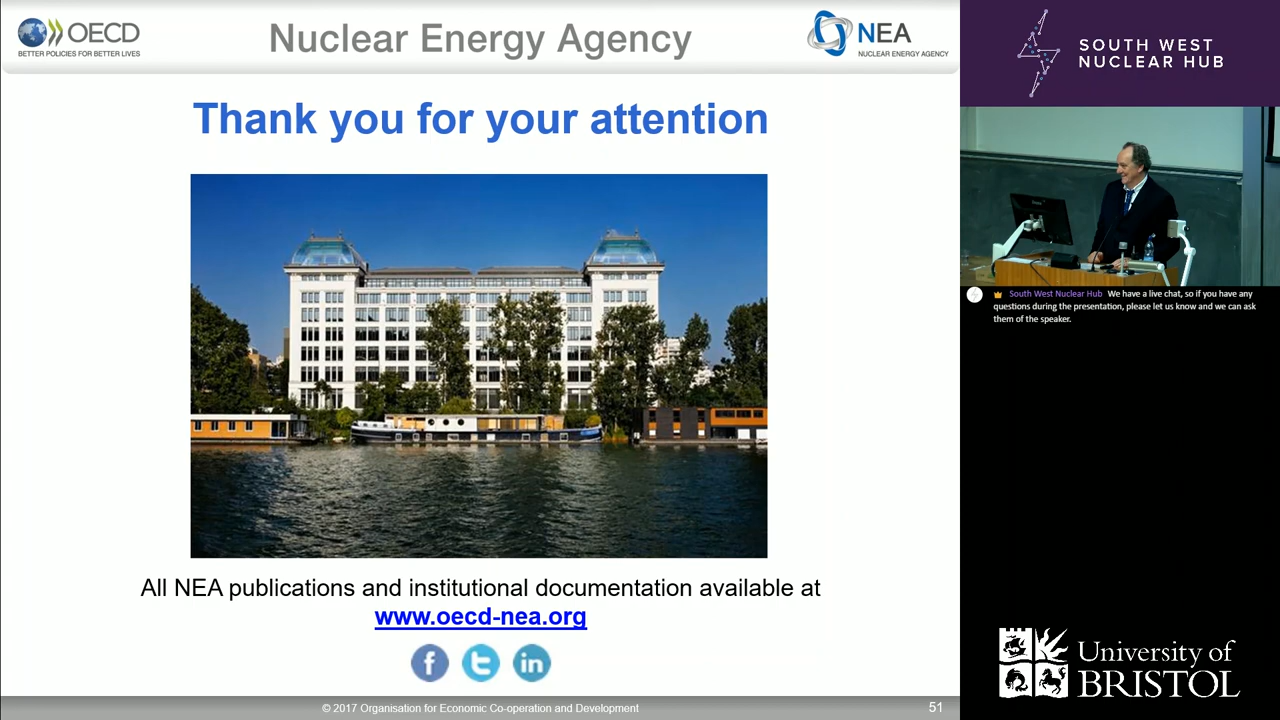 OECD
BETTER POLICIES FOR BETTER LIVES
Nuclear Energy Agency
NEA
NUCLEAR ENERGY AGENCY
Thank you for your attention
All NEA publications and institutional documentation available at
www.oecd-nea.org
© 2017 Organisation for Economic Co-operation and Development
51
SOUTH WEST
NUCLEAR HUB
South West Nuclear Hub We have a live chat, so if you have any
questions during the presentation, please let us know and we can ask
them of the speaker.
University of
BRISTOL